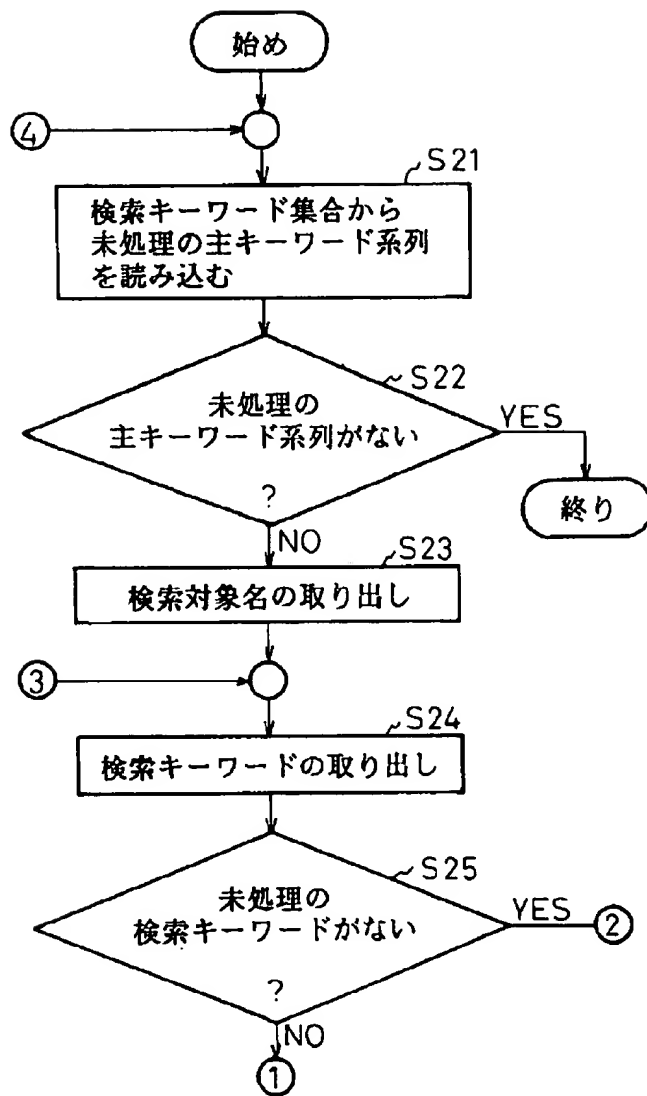 始め
④
S21
検索キーワード集合から
未処理の主キーワード系列
を読み込む
S22
未処理の
主キーワード系列がない
?
YES
終り
NO
S23
検索対象名の取り出し
③
S24
検索キーワードの取り出し
S25
未処理の
検索キーワードがない
?
YES
②
NO
①